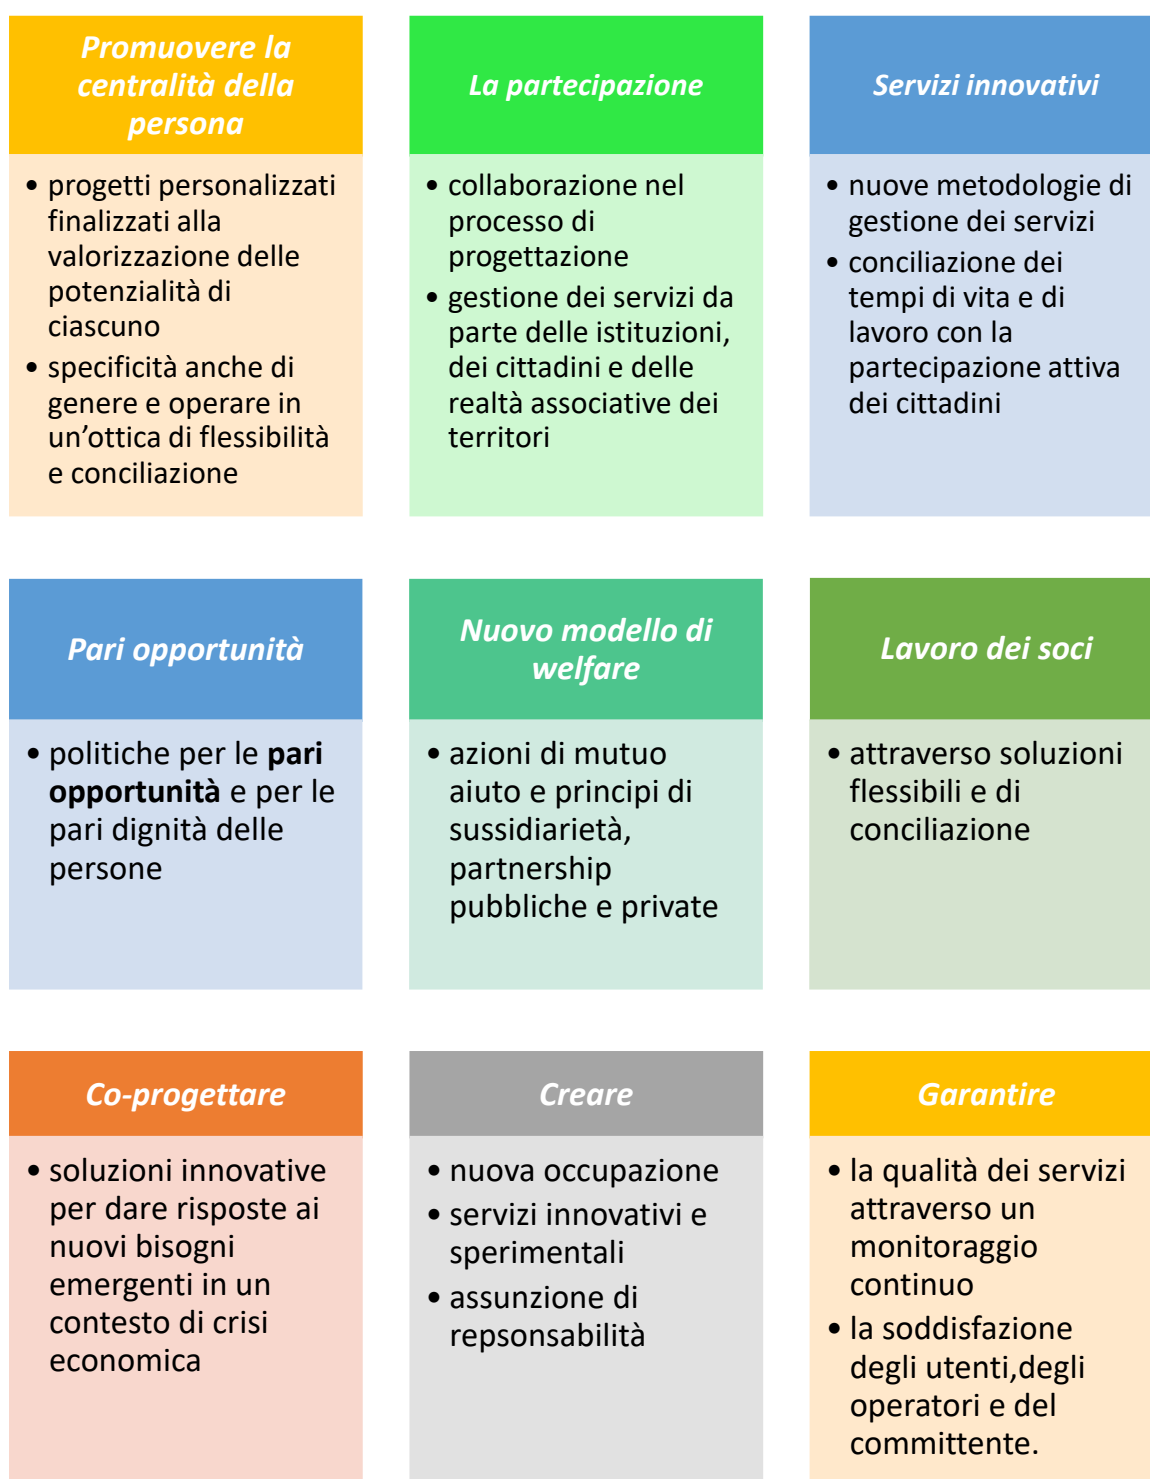 Promuovere la
centralità della
persona
• progetti personalizzati
finalizzati alla
valorizzazione delle
potenzialità di
ciascuno
• specificità anche di
genere e operare in
un’ottica di flessibilità
e conciliazione
La partecipazione
• collaborazione nel
processo di
progettazione
• gestione dei servizi da
parte delle istituzioni,
dei cittadini e delle
realtà associative dei
territori
Servizi innovativi
• nuove metodologie di
gestione dei servizi
• conciliazione dei
tempi di vita e di
lavoro con la
partecipazione attiva
dei cittadini
Pari opportunità
• politiche per le pari
opportunità e per le
pari dignità delle
persone
Nuovo modello di
welfare
• azioni di mutuo
aiuto e principi di
sussidiarietà,
partnership
pubbliche e private
Lavoro dei soci
• attraverso soluzioni
flessibili e di
conciliazione
Co-progettare
• soluzioni innovative
per dare risposte ai
nuovi bisogni
emergenti in un
contesto di crisi
economica
Creare
• nuova occupazione
• servizi innovativi e
sperimentali
• assunzione di
repsonsabilità
Garantire
• la qualità dei servizi
attraverso un
monitoraggio
continuo
• la soddisfazione
degli utenti,degli
operatori e del
committente.